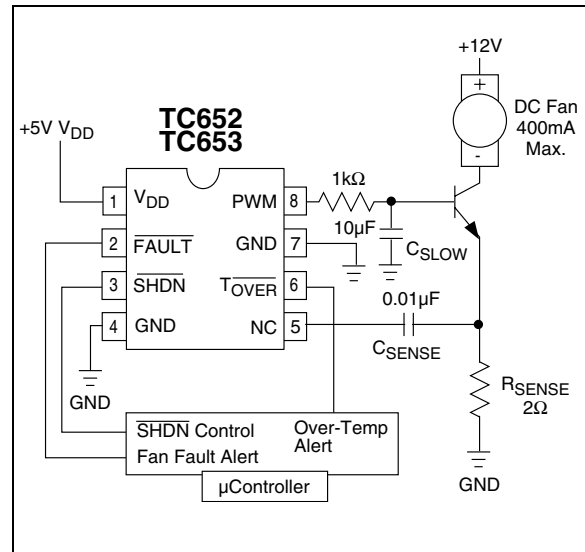 +12V
DC Fan
400mA
Max.
+
-
+5V VDD
TC652
TC653
1 VDD PWM 8
2 FAULT GND 7
3 SHDN TOVER 6
4 GND NC 5
1kΩ
10µF
CSLOW
0.01µF
CSENSE
RSENSE
2Ω
GND
GND
SHDN Control
Fan Fault Alert
Over-Temp
Alert
µController